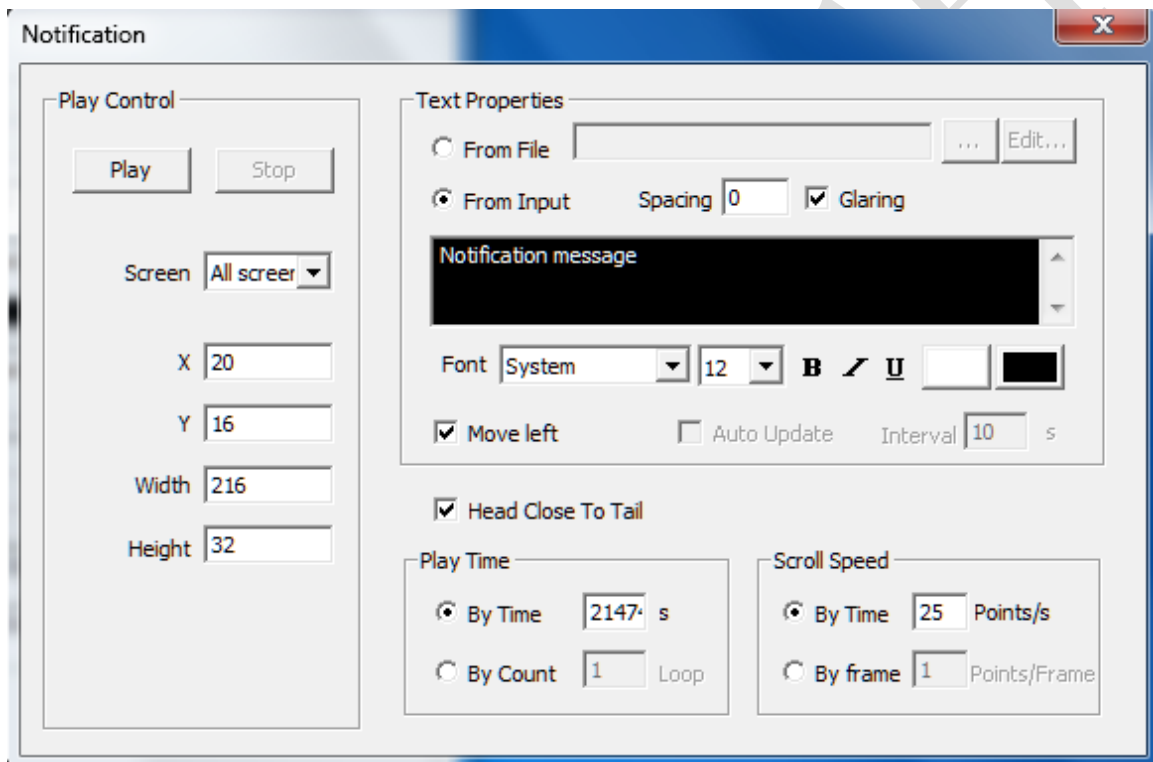 Notification
Play Control
Play Stop
Screen All screen
X 20
Y 16
Width 216
Height 32
Text Properties
From File ... Edit...
From Input Spacing 0 Glaring
Notification message
Font System 12 B I U
Move left Auto Update Interval 10 s
Head Close To Tail
Play Time
By Time 2147 s
By Count 1 Loop
Scroll Speed
By Time 25 Points/s
By frame 1 Points/Frame